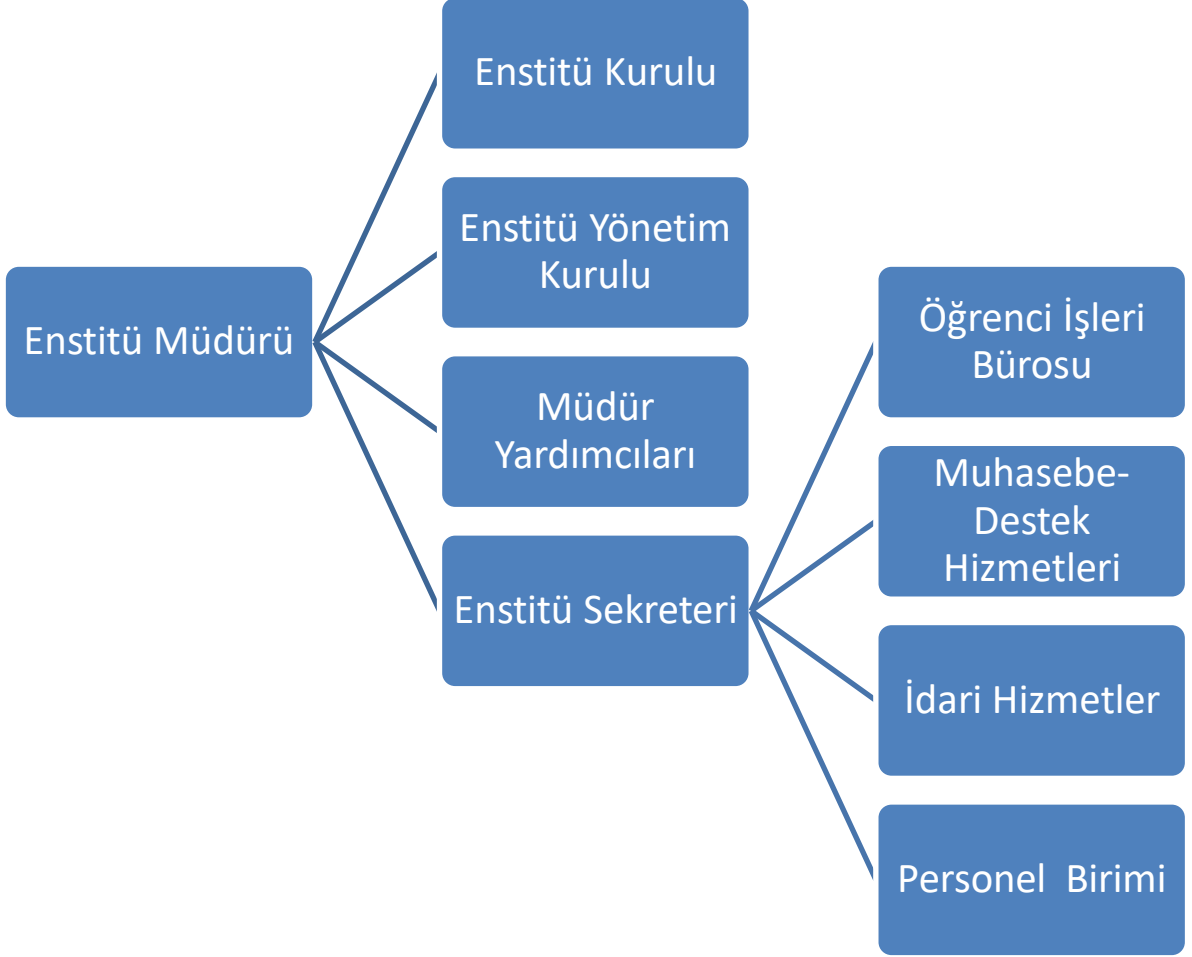 Enstitü Müdürü
Enstitü Kurulu
Enstitü Yönetim
Kurulu
Müdür
Yardımcıları
Enstitü Sekreteri
Öğrenci İşleri
Bürosu
Muhasebe-
Destek
Hizmetleri
İdari Hizmetler
Personel  Birimi